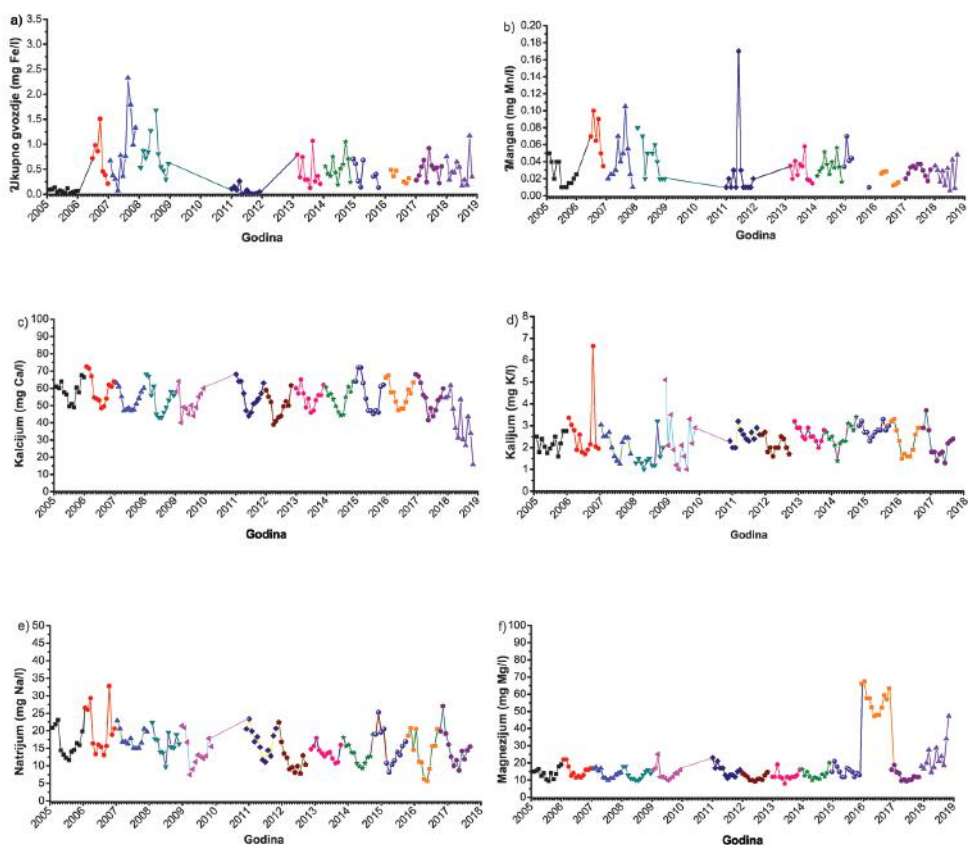 a)
Ukupno gvozdje (mg Fe/l)
3.5
3.0
2.5
2.0
1.5
1.0
0.5
0.0
2005 2006 2007 2008 2009 2010 2011 2012 2013 2014 2015 2016 2017 2018 2019
Godina
b)
Mangan (mg Mn/l)
0.20
0.18
0.16
0.14
0.12
0.10
0.08
0.06
0.04
0.02
0.00
2005 2006 2007 2008 2009 2010 2011 2012 2013 2014 2015 2016 2017 2018 2019
Godina
c)
Kalcijum (mg Ca/l)
100
90
80
70
60
50
40
30
20
10
0
2005 2006 2007 2008 2009 2010 2011 2012 2013 2014 2015 2016 2017 2018 2019
Godina
d)
Kalijum (mg K/l)
8
7
6
5
4
3
2
1
0
2005 2006 2007 2008 2009 2010 2011 2012 2013 2014 2015 2016 2017 2018
Godina
e)
Natrijum (mg Na/l)
50
45
40
35
30
25
20
15
10
5
0
2005 2006 2007 2008 2009 2010 2011 2012 2013 2014 2015 2016 2017 2018
Godina
f)
Magnezijum (mg Mg/l)
100
90
80
70
60
50
40
30
20
10
0
2005 2006 2007 2008 2009 2010 2011 2012 2013 2014 2015 2016 2017 2018 2019
Godina